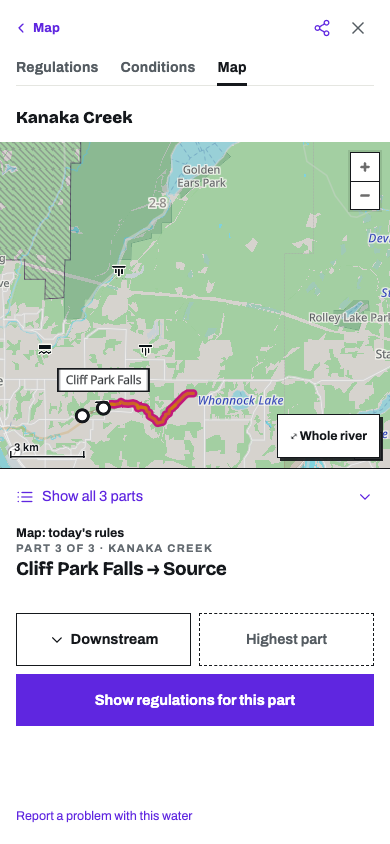 Map
Regulations
Conditions
Map
Kanaka Creek
Golden
Ears Park
2-8
Rolley Lake Park
Cliff Park Falls
Whonnock Lake
Whole river
3 km
Show all 3 parts
Map: today's rules
PART 3 OF 3 · KANAKA CREEK
Cliff Park Falls → Source
Downstream
Highest part
Show regulations for this part
Report a problem with this water